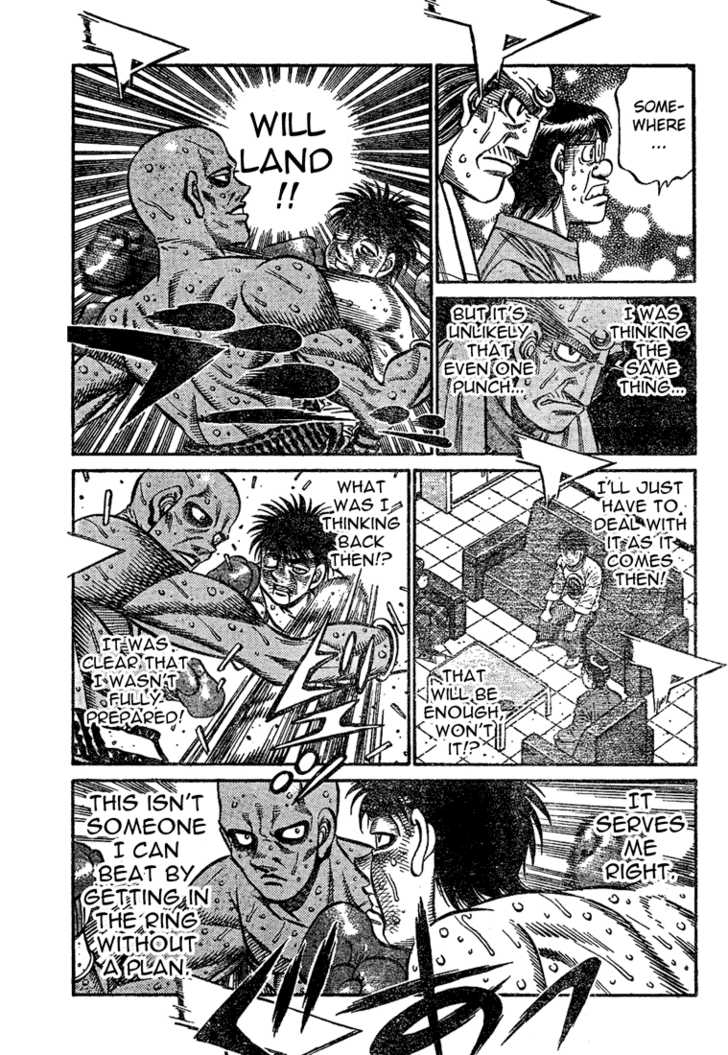 SOME-
WHERE
...
I WAS
THINKING
THE
SAME
THING...
BUT IT'S
UNLIKELY
THAT
EVEN ONE
PUNCH...
WILL
LAND
!!
I'LL JUST
HAVE TO
DEAL WITH
IT AS IT
COMES
THEN!
THAT
WILL BE
ENOUGH,
WON'T
IT!?
WHAT
WAS I
THINKING
BACK
THEN!?
IT WAS
CLEAR THAT
I WASN'T
FULLY
PREPARED!
IT
SERVES
ME
RIGHT.
THIS ISN'T
SOMEONE
I CAN
BEAT BY
GETTING IN
THE RING
WITHOUT
A PLAN.